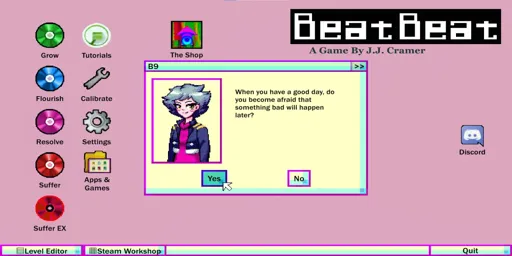 BeatBeat
A Game By J.J. Cramer
Grow
Tutorials
The Shop
B9
>>
When you have a good day, do
you become afraid that
something bad will happen
later?
Yes
No
Flourish
Calibrate
Resolve
Settings
Suffer
Apps &
Games
Suffer EX
Discord
Level Editor
Steam Workshop
Quit